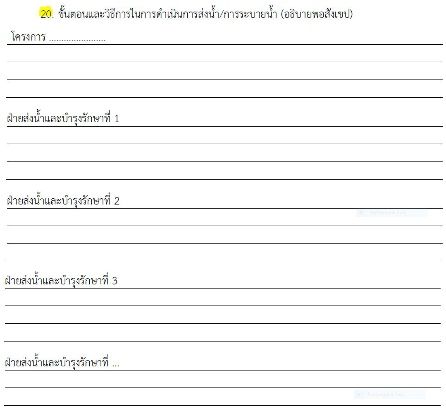 20. ขั้นตอนและวิธีการในการดำเนินการส่งน้ำ/การระบายน้ำ (อธิบายพอสังเขป)
โครงการ .......................
ฝ่ายส่งน้ำและบำรุงรักษาที่ 1
ฝ่ายส่งน้ำและบำรุงรักษาที่ 2
ฝ่ายส่งน้ำและบำรุงรักษาที่ 3
ฝ่ายส่งน้ำและบำรุงรักษาที่ ...